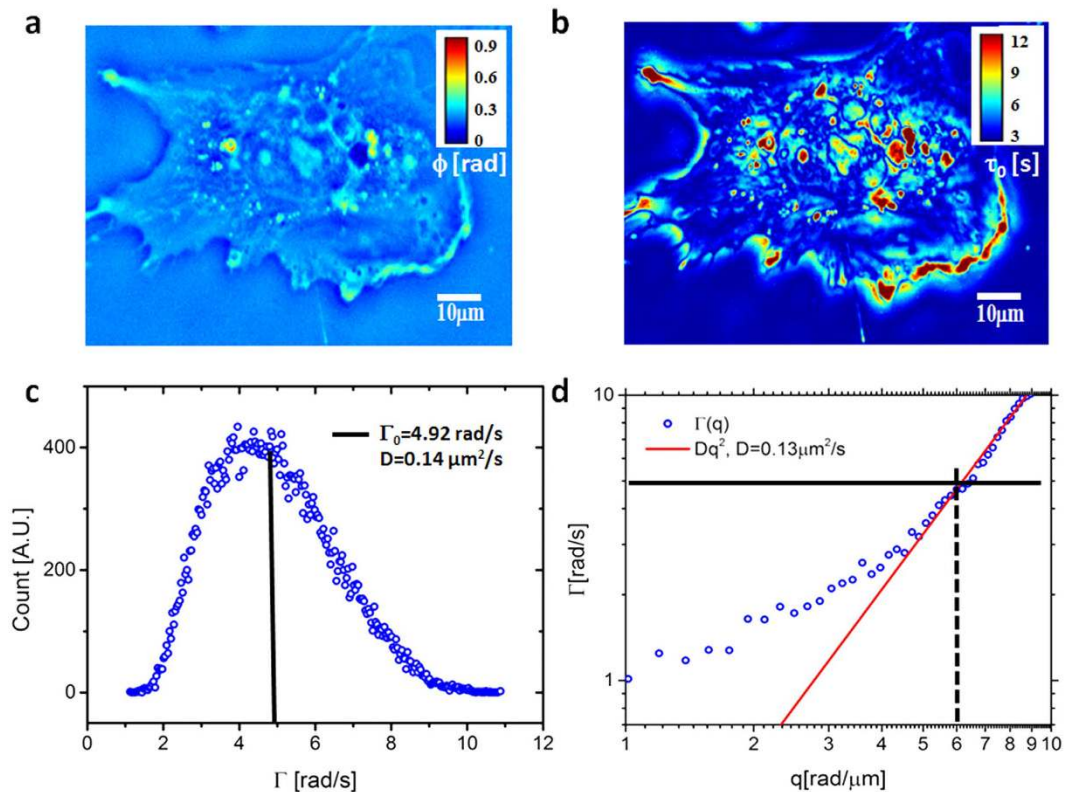 a
0.9
0.6
0.3
0
ϕ [rad]
10μm
b
12
9
6
3
τ₀ [s]
10μm
c
Count [A.U.]
400
200
0
Γ₀=4.92 rad/s
D=0.14 μm²/s
0 2 4 6 8 10 12
Γ [rad/s]
d
Γ[rad/s]
10
1
Γ(q)
Dq², D=0.13μm²/s
1 2 3 4 5 6 7 8 9 10
q[rad/μm]